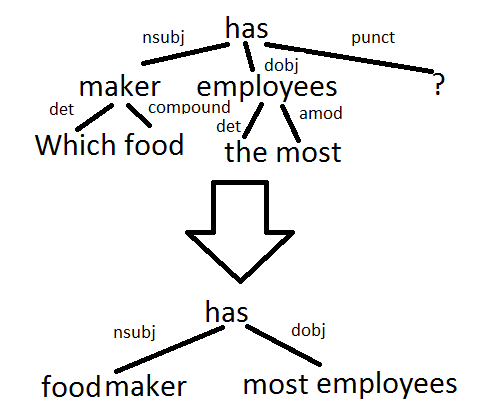 has
nsubj dobj punct
maker employees ?
det compound det amod
Which food the most
has
nsubj dobj
food maker most employees